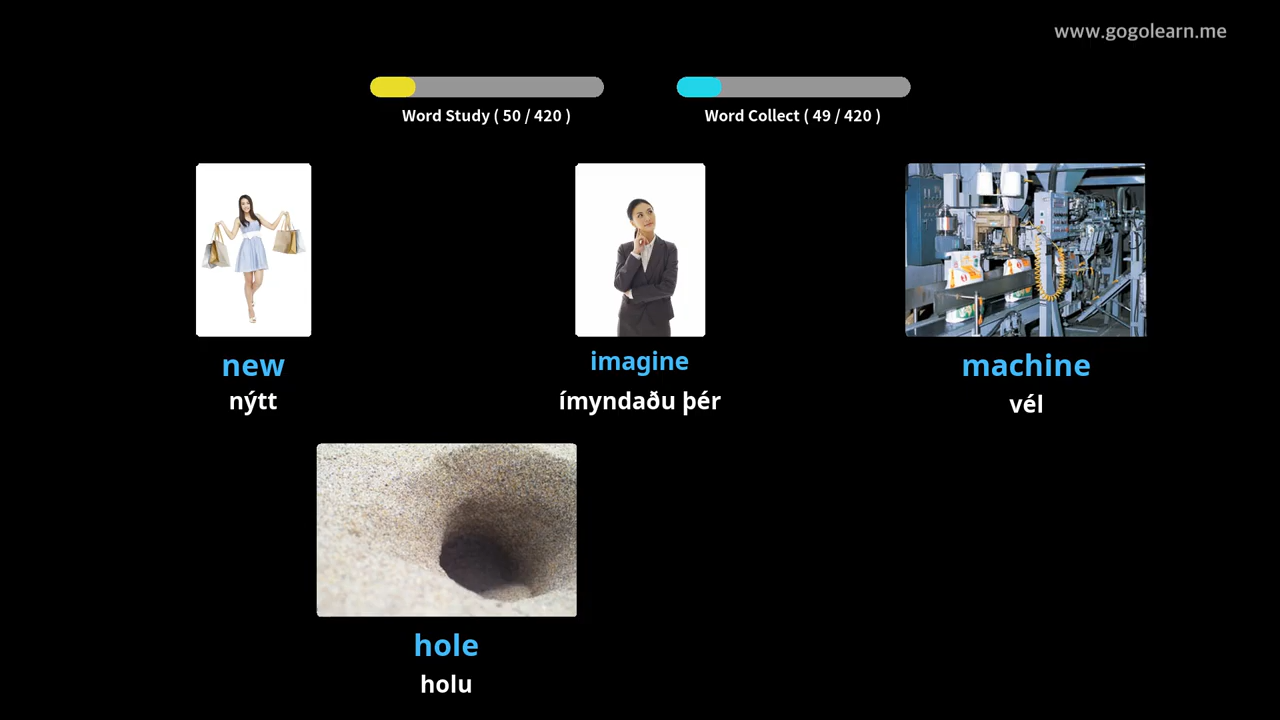 www.gogolearn.me
Word Study ( 50 / 420 )
Word Collect ( 49 / 420 )
new
nýtt
imagine
ímyndaðu þér
machine
vél
hole
holu